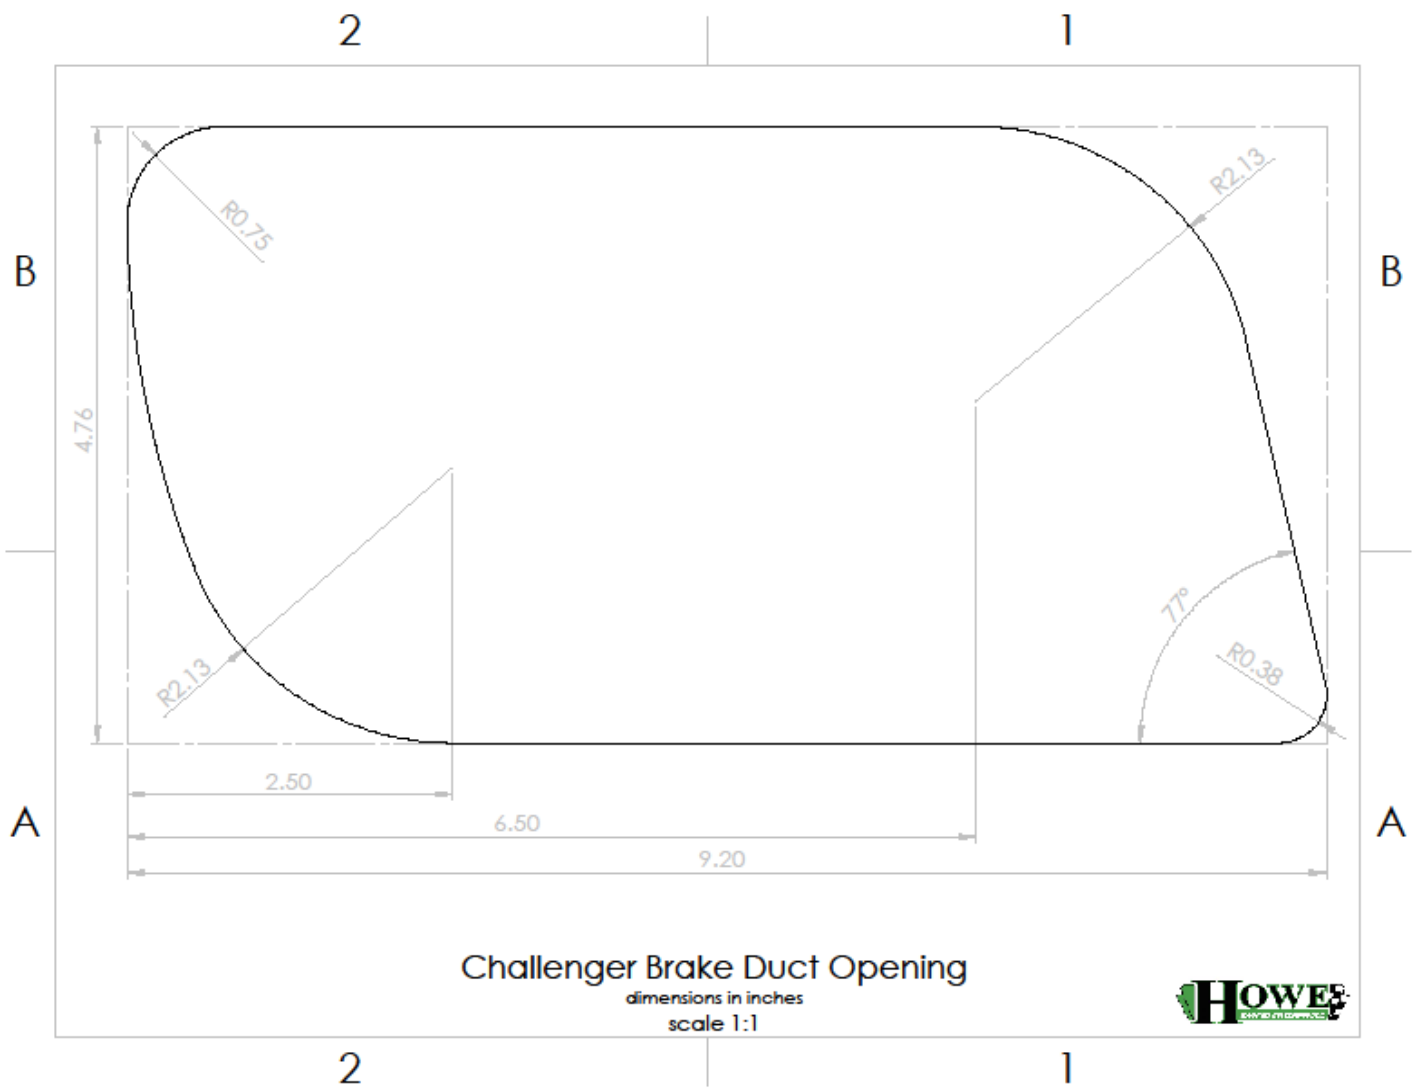 2 1
R2.13
R0.75
B B
4.76
77°
R0.38
R2.13
2.50
6.50
A A
9.20
Challenger Brake Duct Opening
dimensions in inches
scale 1:1
HOWE
2 1